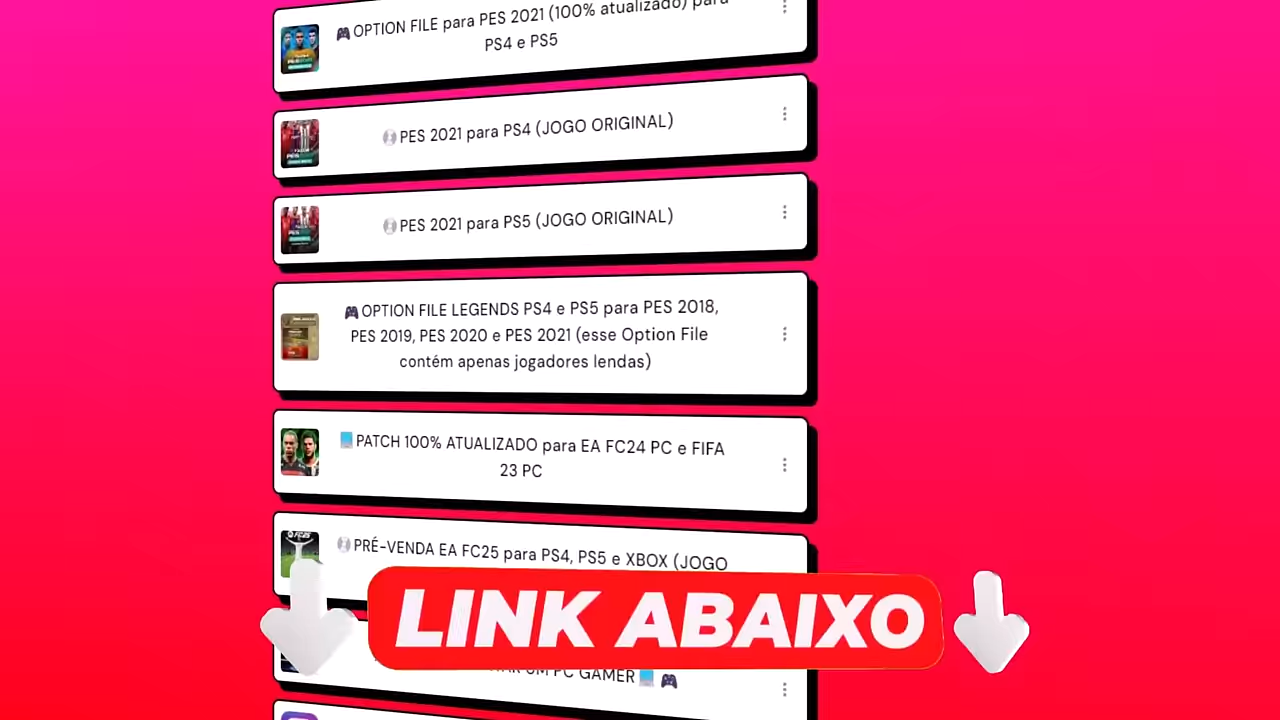 OPTION FILE para PES 2021 (100% atualizado) para
PS4 e PS5
PES 2021 para PS4 (JOGO ORIGINAL)
PES 2021 para PS5 (JOGO ORIGINAL)
OPTION FILE LEGENDS PS4 e PS5 para PES 2018,
PES 2019, PES 2020 e PES 2021 (esse Option File
contém apenas jogadores lendas)
PATCH 100% ATUALIZADO para EA FC24 PC e FIFA
23 PC
FC25
PRÉ-VENDA EA FC25 para PS4, PS5 e XBOX (JOGO
LINK ABAIXO
UM PC GAMER